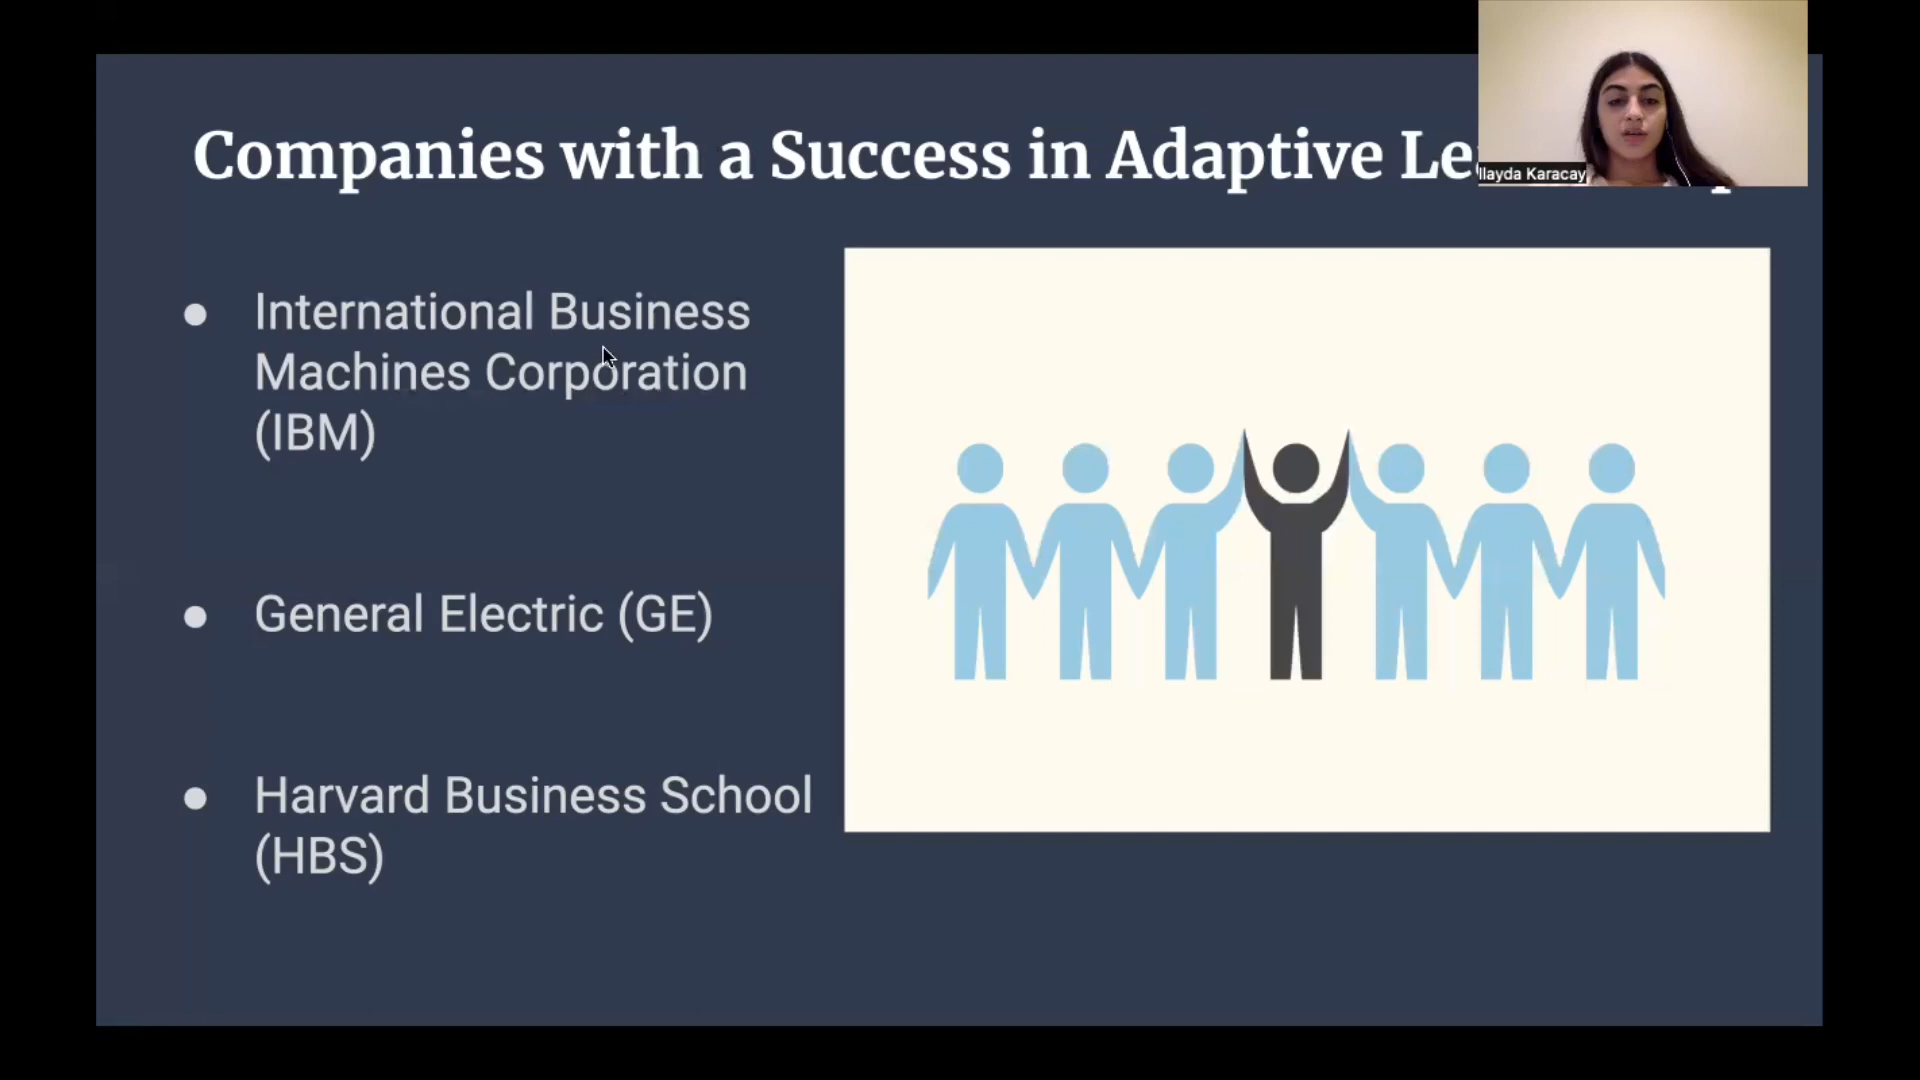 Companies with a Success in Adaptive
Ilayda Karacay
● International Business
Machines Corporation
(IBM)
● General Electric (GE)
● Harvard Business School
(HBS)